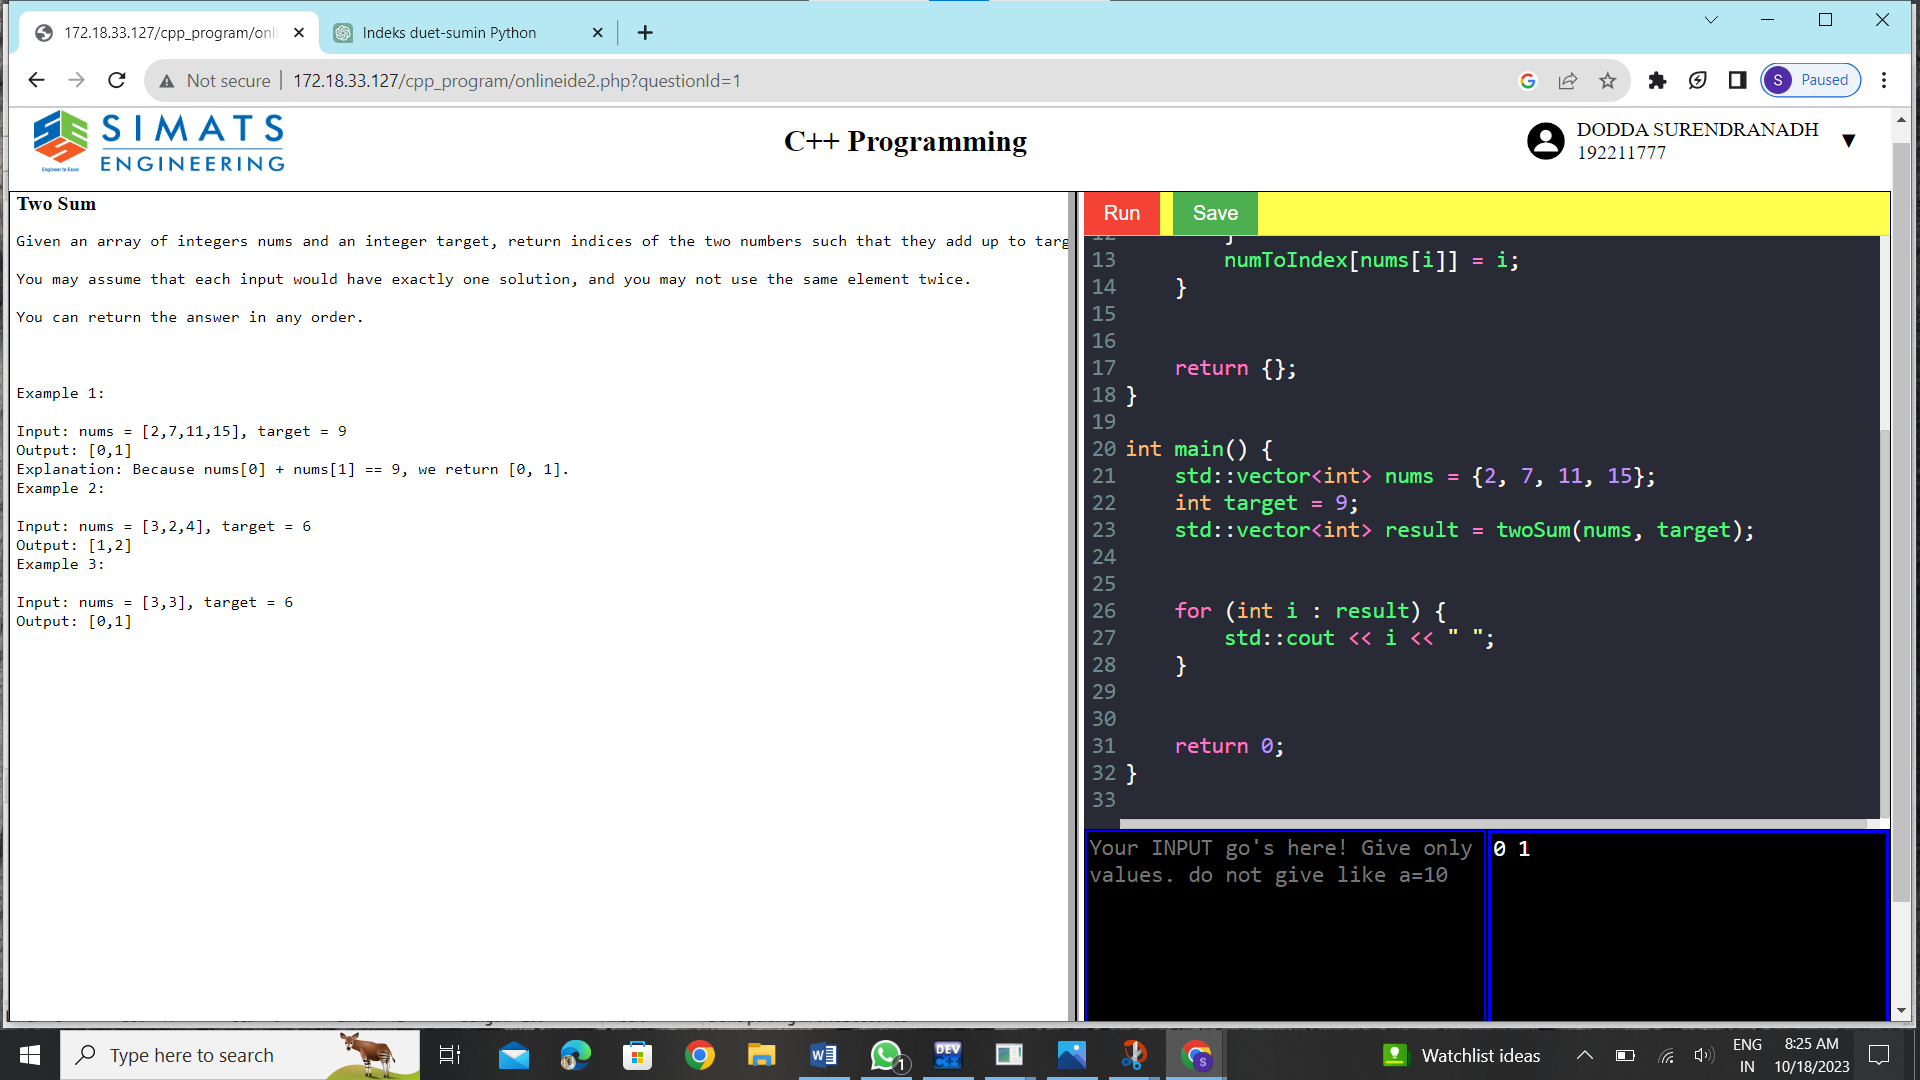 172.18.33.127/cpp_program/onli
Indeks duet-sumin Python
Not secure
172.18.33.127/cpp_program/onlineide2.php?questionId=1
S Paused
SIMATS
ENGINEERING
Engineer to Excel
C++ Programming
DODDA SURENDRANADH
192211777
Two Sum
Given an array of integers nums and an integer target, return indices of the two numbers such that they add up to targ
You may assume that each input would have exactly one solution, and you may not use the same element twice.
You can return the answer in any order.
Example 1:
Input: nums = [2,7,11,15], target = 9
Output: [0,1]
Explanation: Because nums[0] + nums[1] == 9, we return [0, 1].
Example 2:
Input: nums = [3,2,4], target = 6
Output: [1,2]
Example 3:
Input: nums = [3,3], target = 6
Output: [0,1]
Run Save
12 }
13 numToIndex[nums[i]] = i;
14 }
15
16
17 return {};
18 }
19
20 int main() {
21 std::vector<int> nums = {2, 7, 11, 15};
22 int target = 9;
23 std::vector<int> result = twoSum(nums, target);
24
25
26 for (int i : result) {
27 std::cout << i << " ";
28 }
29
30
31 return 0;
32 }
33
Your INPUT go's here! Give only
values. do not give like a=10
0 1
Type here to search
W
1
DEV
C++
S
Watchlist ideas
ENG
IN
8:25 AM
10/18/2023